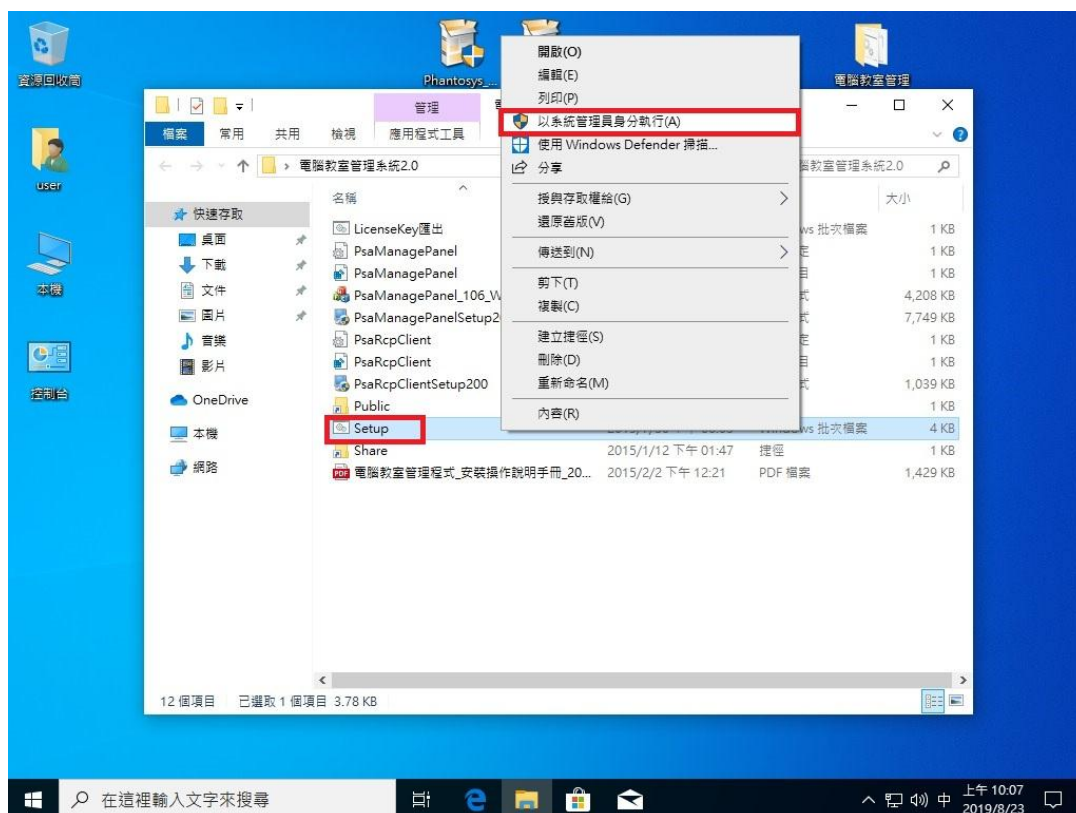 資源回收筒
Phantosys_...
電腦教室管理
user
本機
控制台
管理
檔案 常用 共用 檢視 應用程式工具
電腦教室管理系統2.0
教室管理系統2.0
名稱
大小
快速存取
桌面
下載
文件
圖片
音樂
影片
OneDrive
本機
網路
LicenseKey匯出 批次檔案 1 KB
PsaManagePanel 1 KB
PsaManagePanel 1 KB
PsaManagePanel_106_W 4,208 KB
PsaManagePanelSetup2 7,749 KB
PsaRcpClient 1 KB
PsaRcpClient 1 KB
PsaRcpClientSetup200 1,039 KB
Public 1 KB
Setup 批次檔案 4 KB
Share 2015/1/12 下午 01:47 捷徑 1 KB
電腦教室管理程式_安裝操作說明手冊_20... 2015/2/2 下午 12:21 PDF 檔案 1,429 KB
開啟(O)
編輯(E)
列印(P)
以系統管理員身分執行(A)
使用 Windows Defender 掃描...
分享
授與存取權給(G)
還原舊版(V)
傳送到(N)
剪下(T)
複製(C)
建立捷徑(S)
刪除(D)
重新命名(M)
內容(R)
12 個項目 已選取 1 個項目 3.78 KB
在這裡輸入文字來搜尋
中
上午 10:07
2019/8/23